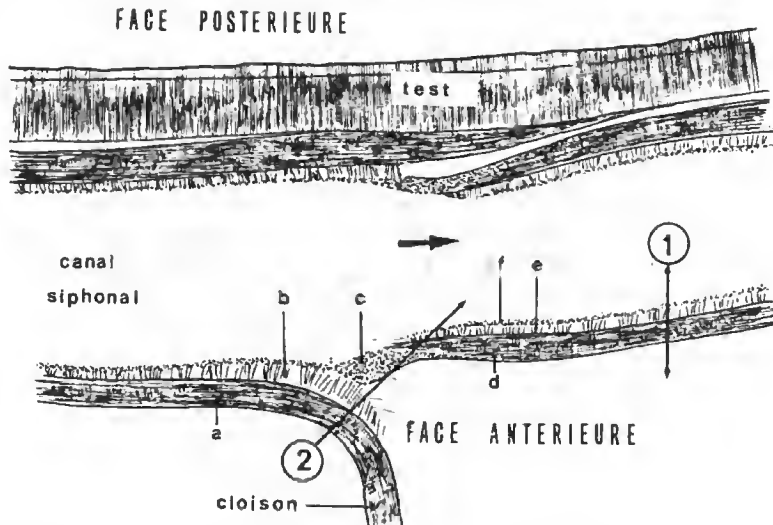 FACE POSTERIEURE
test
1
canal
siphonal
b
c
f
e
a
d
2
FACE ANTERIEURE
cloison